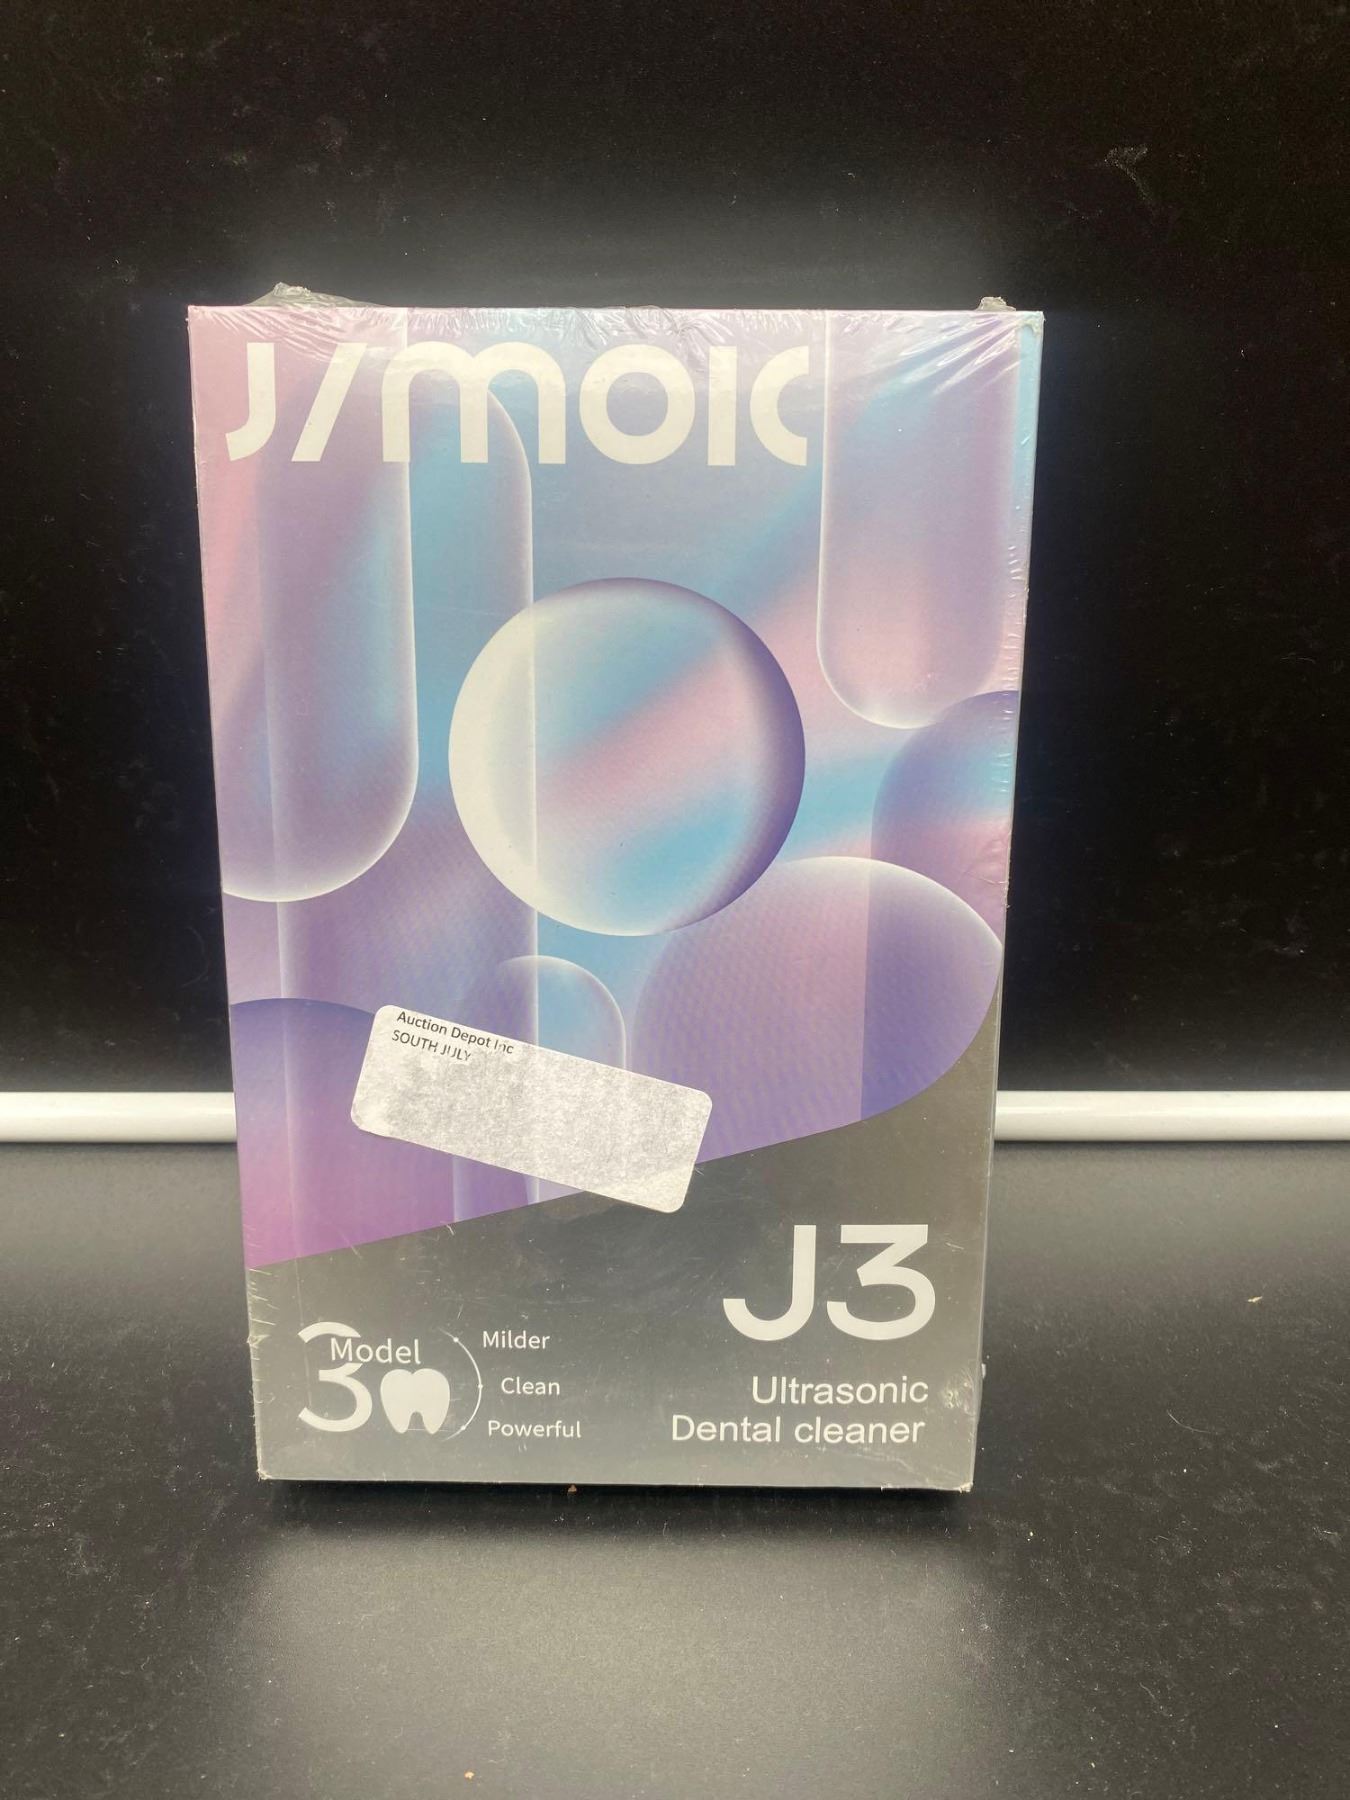 J/MOIC
Auction Depot Inc
SOUTH JULY
J3
Ultrasonic
Dental cleaner
3
Model
Milder
Clean
Powerful